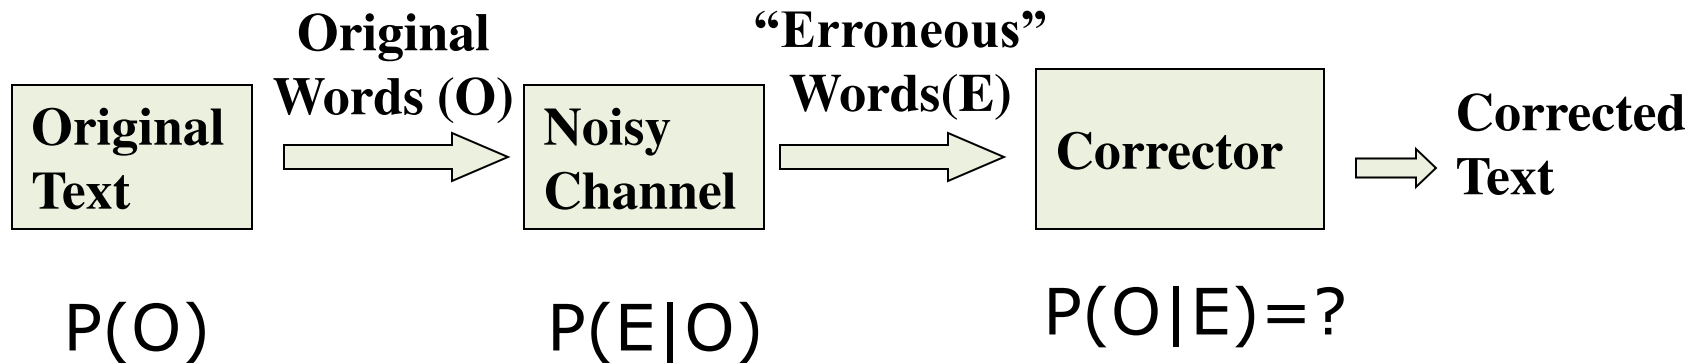 Original
Text
Original
Words (O)
Noisy
Channel
“Erroneous”
Words(E)
Corrector
Corrected
Text
P(O)
P(E|O)
P(O|E)=?